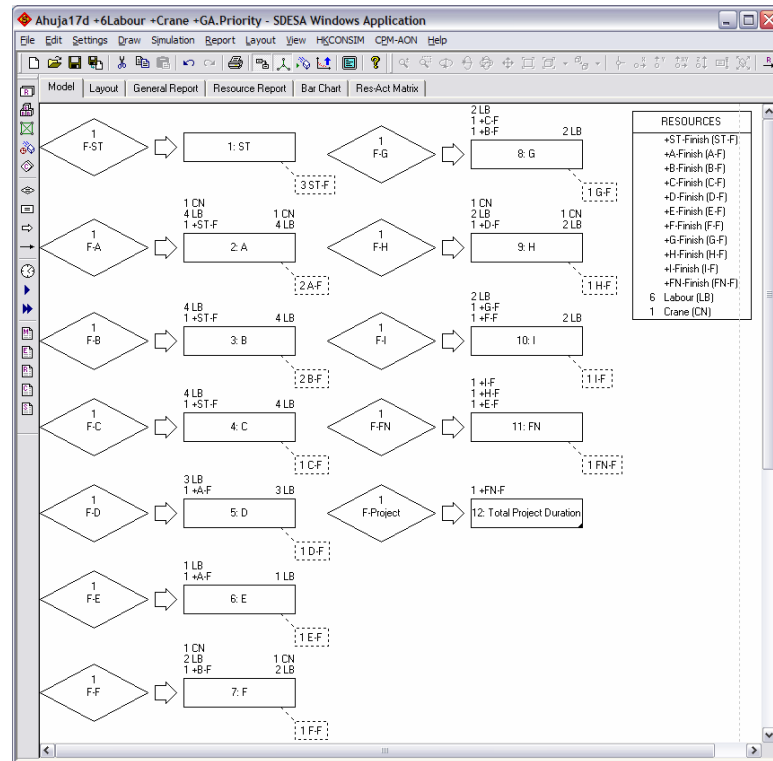 Ahuja17d +6Labour +Crane +GA.Priority - SDESA Windows Application
File Edit Settings Draw Simulation Report Layout View HKCONSIM CPM-AON Help
Model Layout General Report Resource Report Bar Chart Res-Act Matrix
1
F-ST
1: ST
3 ST-F
1 CN
4 LB 1 CN
1 +ST-F 4 LB
1
F-A
2: A
2 A-F
4 LB
1 +ST-F 4 LB
1
F-B
3: B
2 B-F
4 LB
1 +ST-F 4 LB
1
F-C
4: C
1 C-F
3 LB
1 +A-F 3 LB
1
F-D
5: D
1 D-F
1 LB
1 +A-F 1 LB
1
F-E
6: E
1 E-F
1 CN
2 LB 1 CN
1 +B-F 2 LB
1
F-F
7: F
1 F-F
2 LB
1 +C-F
1 +B-F 2 LB
1
F-G
8: G
1 G-F
1 CN
2 LB 1 CN
1 +D-F 2 LB
1
F-H
9: H
1 H-F
2 LB
1 +G-F
1 +F-F 2 LB
1
F-I
10: I
1 I-F
1 +I-F
1 +H-F
1 +E-F
1
F-FN
11: FN
1 FN-F
1 +FN-F
1
F-Project
12: Total Project Duration
RESOURCES
+ST-Finish (ST-F)
+A-Finish (A-F)
+B-Finish (B-F)
+C-Finish (C-F)
+D-Finish (D-F)
+E-Finish (E-F)
+F-Finish (F-F)
+G-Finish (G-F)
+H-Finish (H-F)
+I-Finish (I-F)
+FN-Finish (FN-F)
6 Labour (LB)
1 Crane (CN)